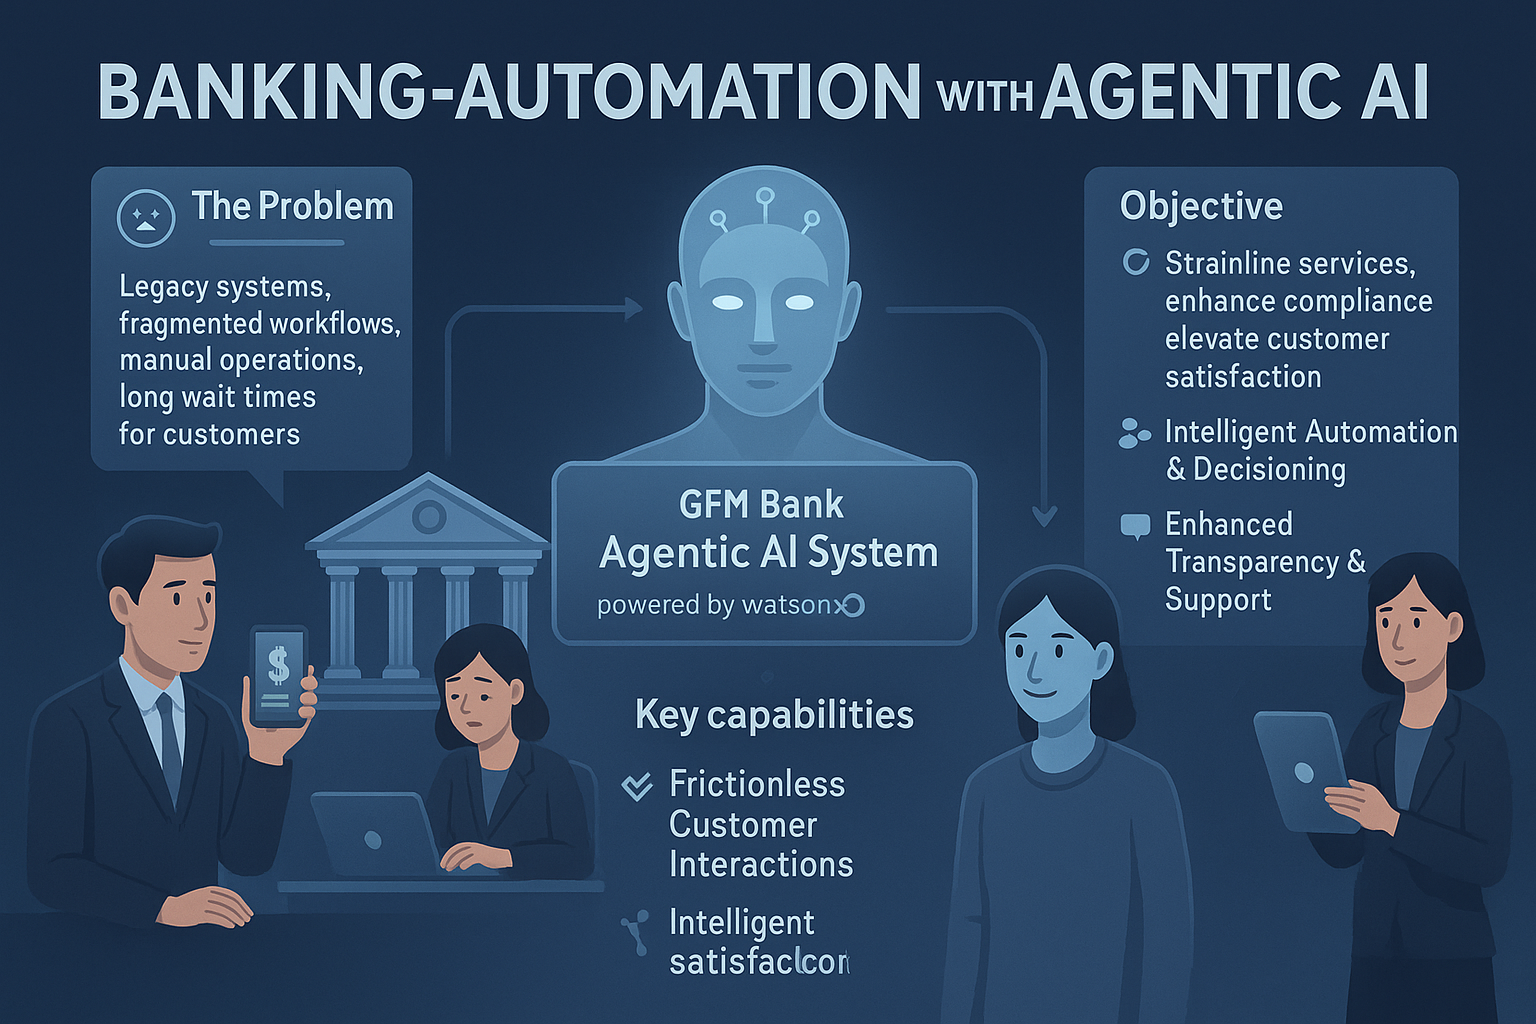 BANKING-AUTOMATION WITH AGENTIC AI
The Problem
Legacy systems,
fragmented workflows,
manual operations,
long wait times
for customers
$
GFM Bank
Agentic AI System
powered by watsonx
Key capabilities
Frictionless
Customer
Interactions
Intelligent
Objective
Strainline services,
enhance compliance
elevate customer
satisfaction
Intelligent Automation
& Decisioning
Enhanced
Transparency &
Support